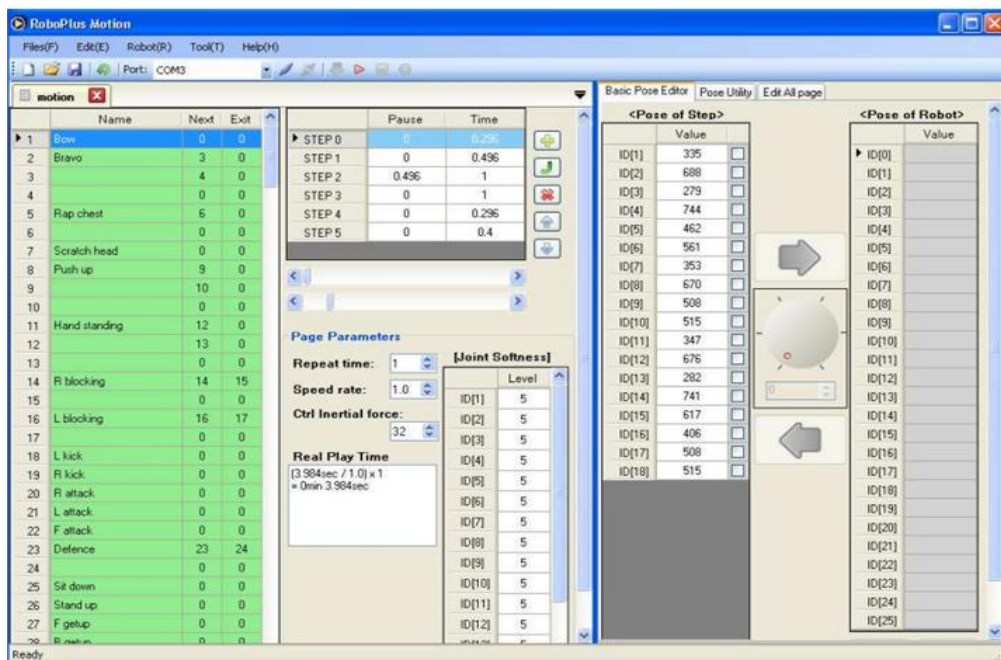 RoboPlus Motion
Files(F) Edit(E) Robot(R) Tool(T) Help(H)
Port: COM3
motion
Name Next Exit
1 Bow 0 0
2 Bravo 3 0
3 4 0
4 0 0
5 Rap chest 6 0
6 0 0
7 Scratch head 0 0
8 Push up 9 0
9 10 0
10 0 0
11 Hand standing 12 0
12 13 0
13 0 0
14 R blocking 14 15
15 0 0
16 L blocking 16 17
17 0 0
18 L kick 0 0
19 R kick 0 0
20 R attack 0 0
21 L attack 0 0
22 F attack 0 0
23 Defence 23 24
24 0 0
25 Sit down 0 0
26 Stand up 0 0
27 F getup 0 0
28 R getup 0 0
Pause Time
STEP 0 0 0.296
STEP 1 0 0.496
STEP 2 0.496 1
STEP 3 0 1
STEP 4 0 0.296
STEP 5 0 0.4
Page Parameters
Repeat time: 1
Speed rate: 1.0
Ctrl Inertial force:
32
Real Play Time
(3.984sec / 1.0) x 1
= 0min 3.984sec
[Joint Softness]
Level
ID[1] 5
ID[2] 5
ID[3] 5
ID[4] 5
ID[5] 5
ID[6] 5
ID[7] 5
ID[8] 5
ID[9] 5
ID[10] 5
ID[11] 5
ID[12] 5
Basic Pose Editor Pose Utility Edit All page
<Pose of Step>
Value
ID[1] 335
ID[2] 688
ID[3] 279
ID[4] 744
ID[5] 462
ID[6] 561
ID[7] 353
ID[8] 670
ID[9] 508
ID[10] 515
ID[11] 347
ID[12] 676
ID[13] 282
ID[14] 741
ID[15] 617
ID[16] 406
ID[17] 508
ID[18] 515
0
<Pose of Robot>
Value
ID[0]
ID[1]
ID[2]
ID[3]
ID[4]
ID[5]
ID[6]
ID[7]
ID[8]
ID[9]
ID[10]
ID[11]
ID[12]
ID[13]
ID[14]
ID[15]
ID[16]
ID[17]
ID[18]
ID[19]
ID[20]
ID[21]
ID[22]
ID[23]
ID[24]
ID[25]
Ready